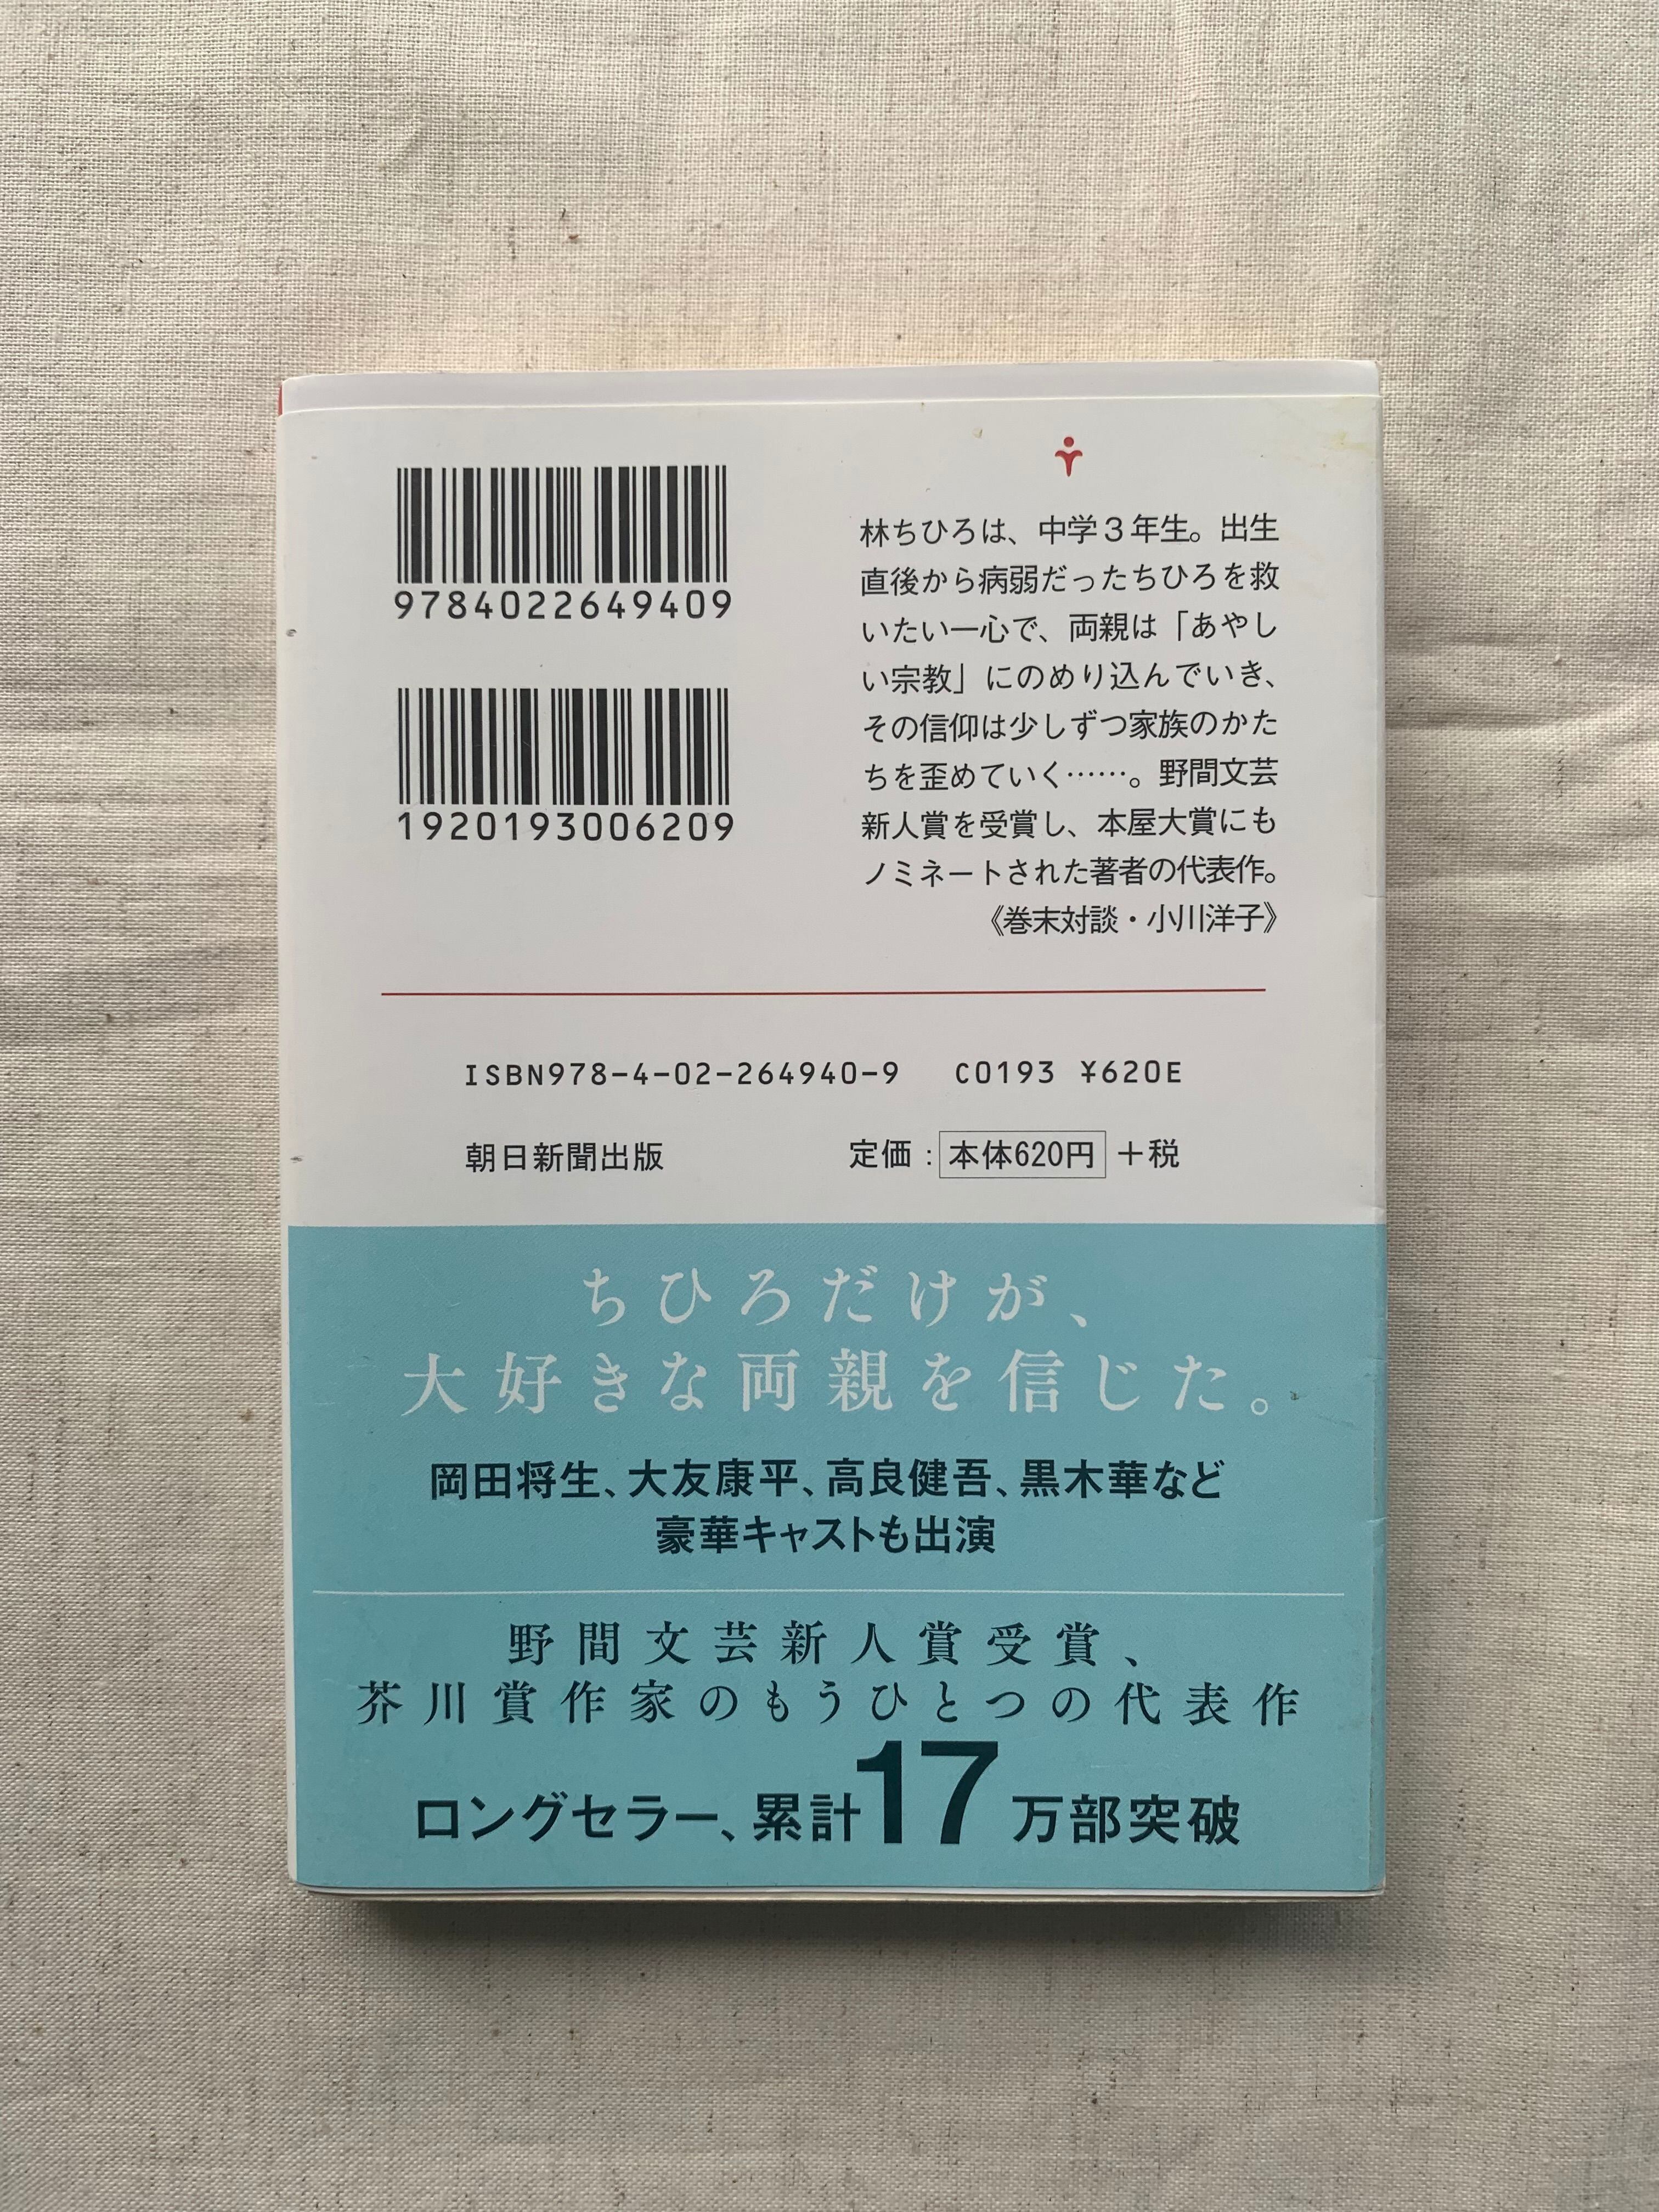 9784022649409
1920193006209
林ちひろは、中学3年生。出生
直後から病弱だったちひろを救
いたい一心で、両親は「あやし
い宗教」にのめり込んでいき、
その信仰は少しずつ家族のかた
ちを歪めていく……。野間文芸
新人賞を受賞し、本屋大賞にも
ノミネートされた著者の代表作。
《巻末対談・小川洋子》
ISBN978-4-02-264940-9 C0193 ¥620E
朝日新聞出版 定価：本体620円＋税
ちひろだけが、
大好きな両親を信じた。
岡田将生、大友康平、高良健吾、黒木華など
豪華キャストも出演
野間文芸新人賞受賞、
芥川賞作家のもうひとつの代表作
ロングセラー、累計17万部突破